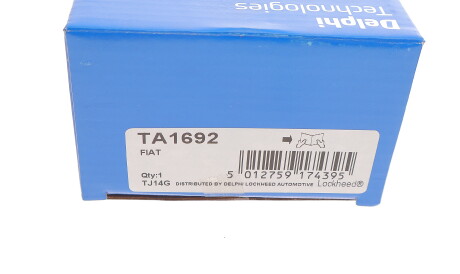 Delphi
Technologies
TA1692
FIAT
Qty:1
TJ14G
5 012759 174395
DISTRIBUTED BY DELPHI LOCKHEED AUTOMOTIVE Lockheed®